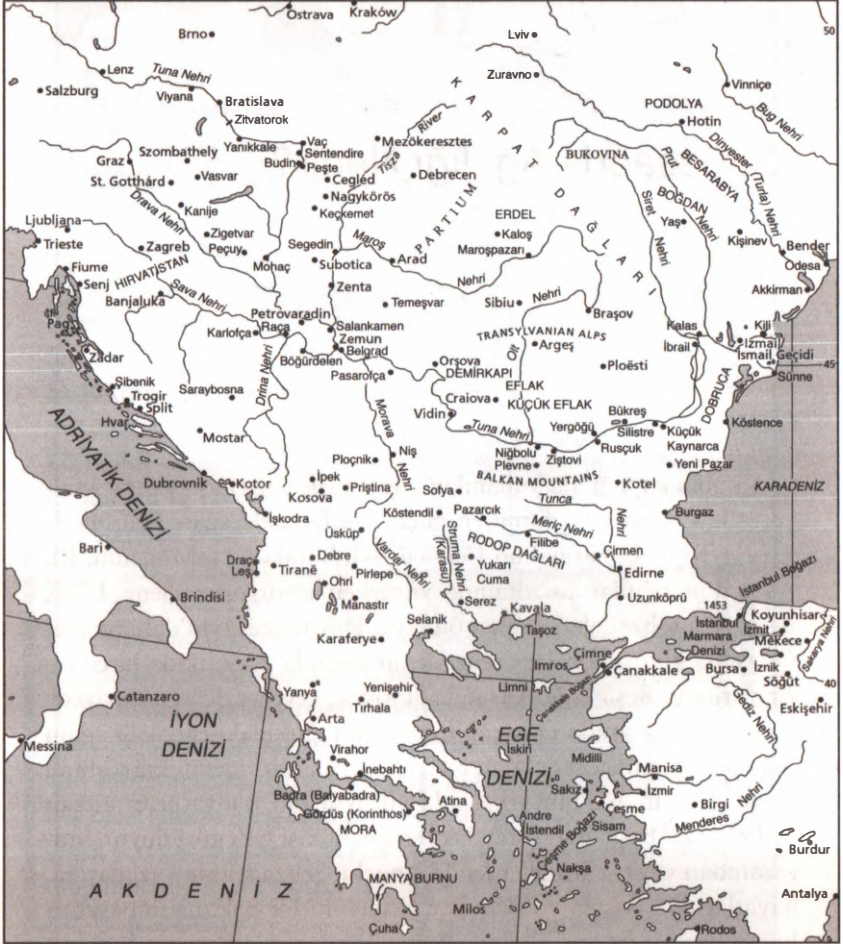 Ostrava
Kraków
Brno
Lviv
50
Lenz
Tuna Nehri
Zuravno
Vinniçe
Salzburg
Viyana
Bratislava
Zitvatorok
KARPAT DAĞLARI
PODOLYA
Hotin
Bug Nehri
Yanıkkale
Vaç
Sentendire
Budin
Peşte
Mezökeresztes
Tisza River
Szombathely
Graz
Vasvar
St. Gotthárd
Cegléd
Nagykörös
Keçkemet
Debrecen
BUKOVINA
Prut Nehri
BESARABYA
Dinyester (Turla) Nehri
BOĞDAN
Siret Nehri
Yaş
Kişinev
Bender
Odesa
Akkirman
Kanije
Drava Nehri
Zigetvar
Peçuy
PARTIUM
ERDEL
Kaloş
Maroşpazarı
Ljubljana
Trieste
Zagreb
Mohaç
Segedin
Maroş Nehri
Arad
Subotica
Fiume
Senj
HIRVATİSTAN
Banjaluka
Sava Nehri
Zenta
Temeşvar
Sibiu
Braşov
Olt Nehri
TRANSYLVANIAN ALPS
Argeş
Pag
Zadar
Karlofça
Raça
Petrovaradin
Salankamen
Zemun
Belgrad
Böğürdelen
Drina Nehri
Pasarofça
Orşova
DEMİRKAPI
EFLAK
Craiova
KÜÇÜK EFLAK
Ploësti
Kalas
İbrail
Kili
İzmail
İsmail Geçidi
45
Sünne
DOBRUCA
Şibenik
Trogir
Split
Hvar
Saraybosna
Mostar
Vidin
Tuna Nehri
Yergöğü
Bükreş
Silistre
Küçük Kaynarca
Rusçuk
Köstence
ADRİYATİK DENİZİ
Morava Nehri
Ploçnik
Niş
Niğbolu
Plevne
Ziştovi
Yeni Pazar
BALKAN MOUNTAINS
Dubrovnik
Kotor
İpek
Kosova
Priştina
Sofya
Kotel
KARADENİZ
İşkodra
Köstendil
Pazarcık
Tunca Nehri
Meriç Nehri
Burgaz
Üsküp
Filibe
RODOP DAĞLARI
Çirmen
Bari
Draç
Leş
Tiranë
Debre
Pirlepe
Ohri
Manastır
Vardar Nehri
Struma Nehri (Karasu)
Yukarı Cuma
Edirne
Uzunköprü
İstanbul Boğazı
Brindisi
Serez
Kavala
1453
İstanbul
Koyunhisar
İzmit
Mekece
Sakarya Nehri
Karaferye
Selanik
Taşoz
Marmara Denizi
İmros
Çimne
Çanakkale
Çanakkale Boğazı
Limni
Bursa
İznik
Söğüt
40
Eskişehir
Catanzaro
Yanya
Yenişehir
Tırhala
Arta
Gediz Nehri
İYON DENİZİ
EGE DENİZİ
İskiri
Midilli
Manisa
Messina
Virahor
İnebahtı
Sakız
İzmir
Badra (Balyabadra)
Gördüs (Korinthos)
Atina
Çeşme
Birgi
Menderes Nehri
MORA
Andre
İstendil
Çeşme Boğazı
Sisam
Burdur
MANYA BURNU
Nakşa
AKDENİZ
Milos
Antalya
Çuha
Rodos